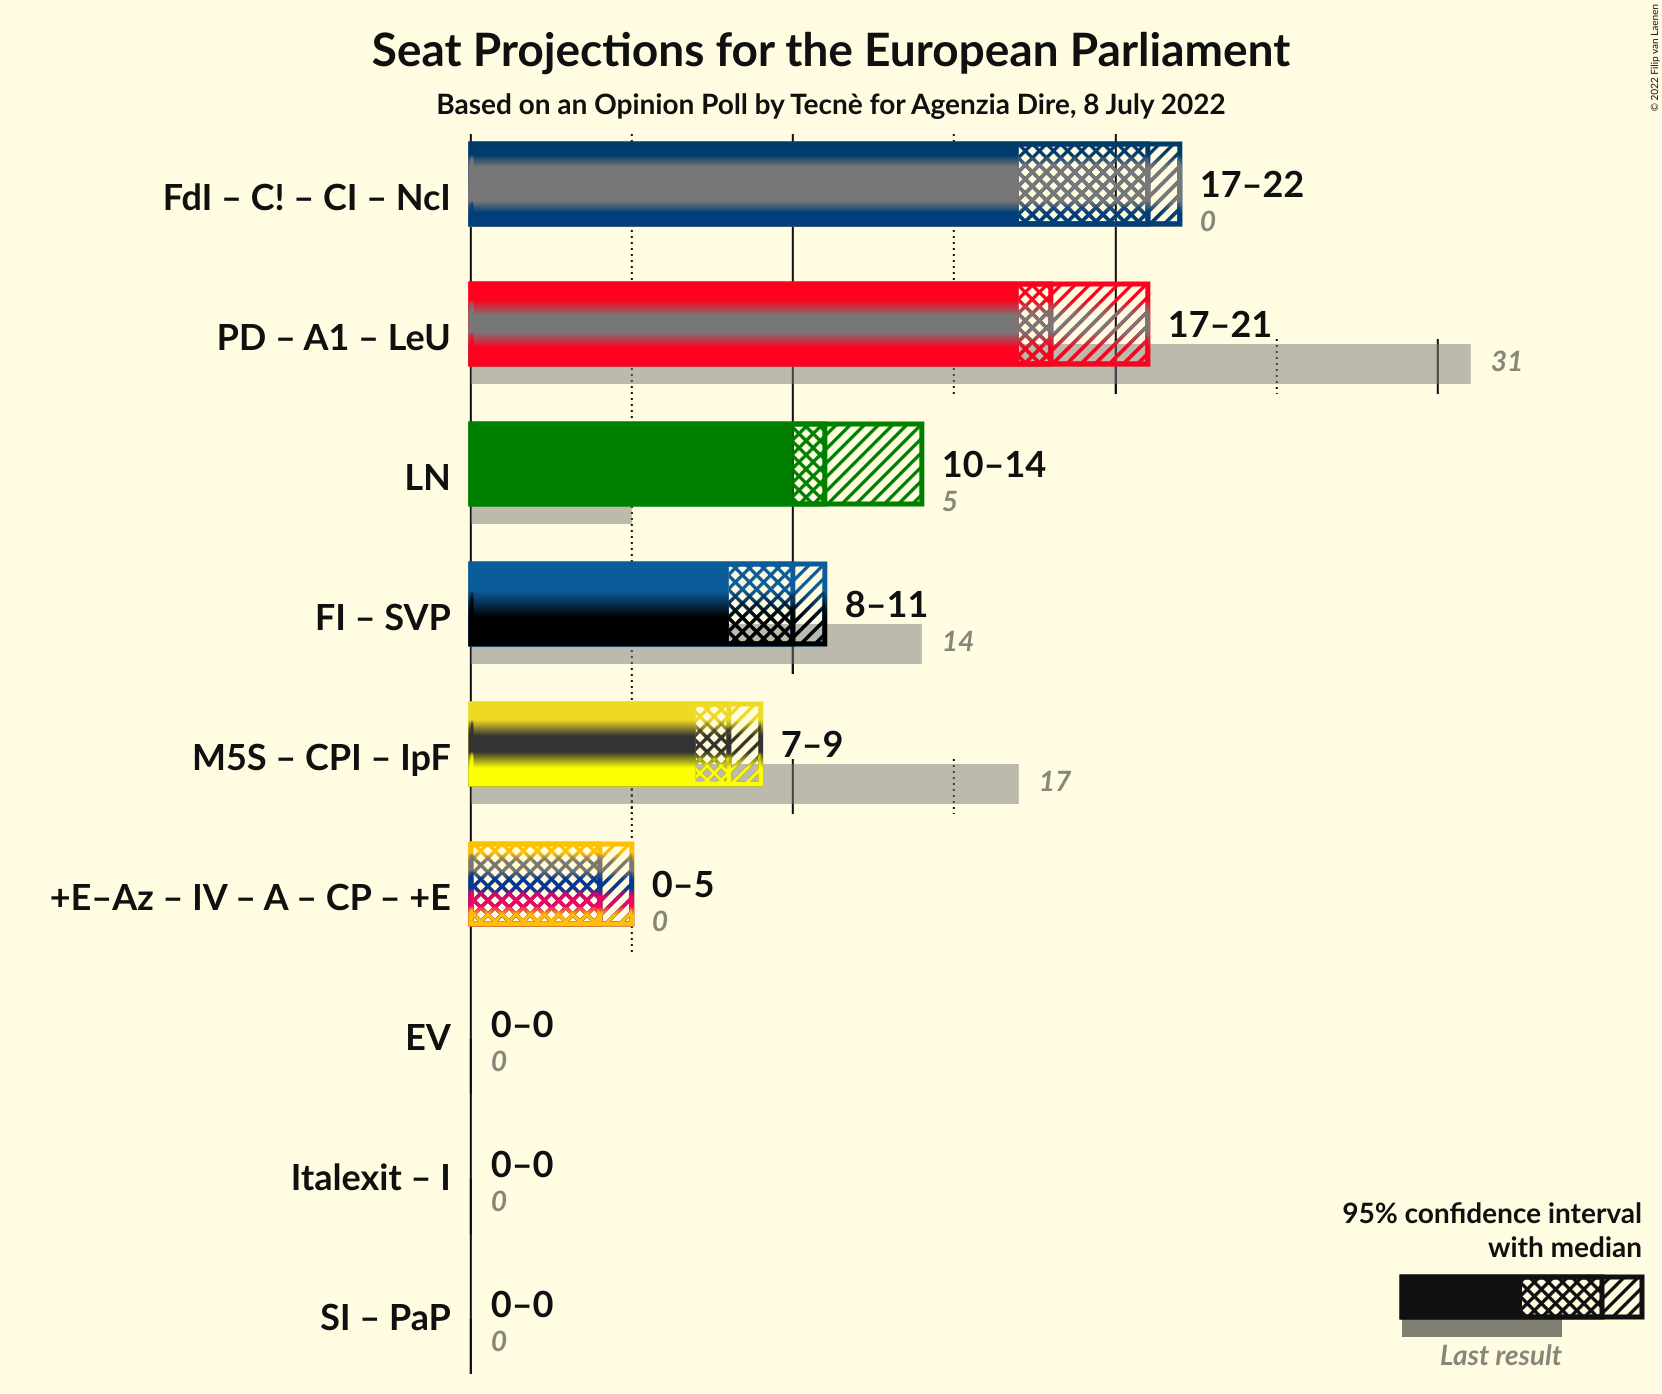 Seat Projections for the European Parliament
Based on an Opinion Poll by Tecnè for Agenzia Dire, 8 July 2022
© 2022 Filip van Laenen
FdI – C! – CI – NcI
17–22
0
PD – A1 – LeU
17–21
31
LN
10–14
5
FI – SVP
8–11
14
M5S – CPI – IpF
7–9
17
+E–Az – IV – A – CP – +E
0–5
0
EV
0–0
0
Italexit – I
0–0
0
SI – PaP
0–0
0
95% confidence interval
with median
Last result